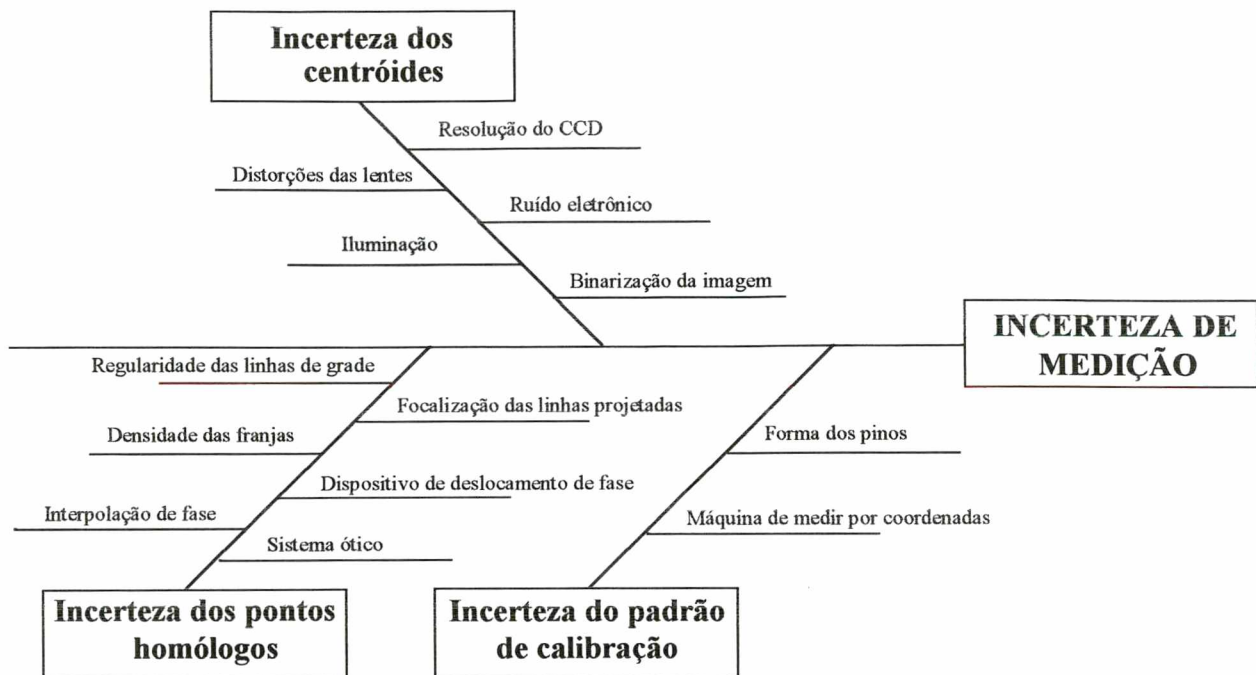 Incerteza dos
centróides
Resolução do CCD
Distorções das lentes
Ruído eletrônico
Iluminação
Binarização da imagem
INCERTEZA DE
MEDIÇÃO
Regularidade das linhas de grade
Focalização das linhas projetadas
Densidade das franjas
Forma dos pinos
Dispositivo de deslocamento de fase
Interpolação de fase
Máquina de medir por coordenadas
Sistema ótico
Incerteza dos pontos
homólogos
Incerteza do padrão
de calibração